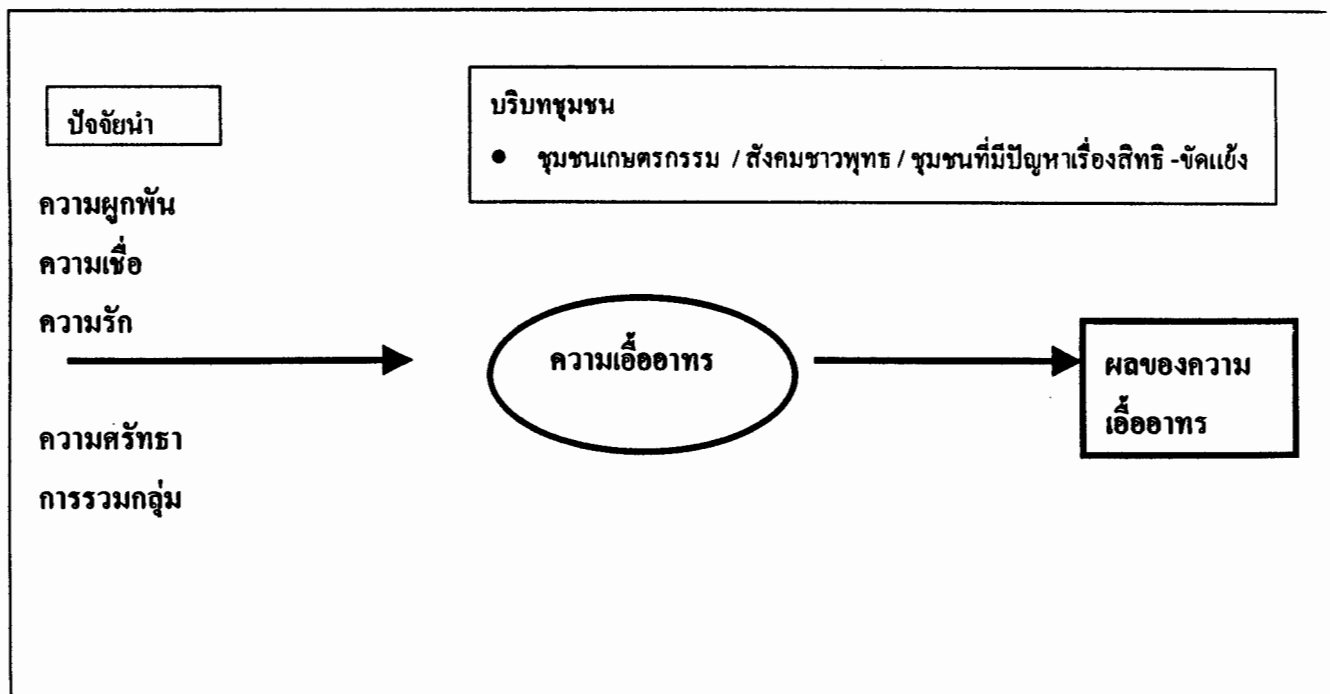 ปัจจัยนำ
บริบทชุมชน
● ชุมชนเกษตรกรรม / สังคมชาวพุทธ / ชุมชนที่มีปัญหาเรื่องสิทธิ -ขัดแย้ง
ความผูกพัน
ความเชื่อ
ความรัก
ความศรัทธา
การรวมกลุ่ม
ความเอื้ออาทร
ผลของความ
เอื้ออาทร